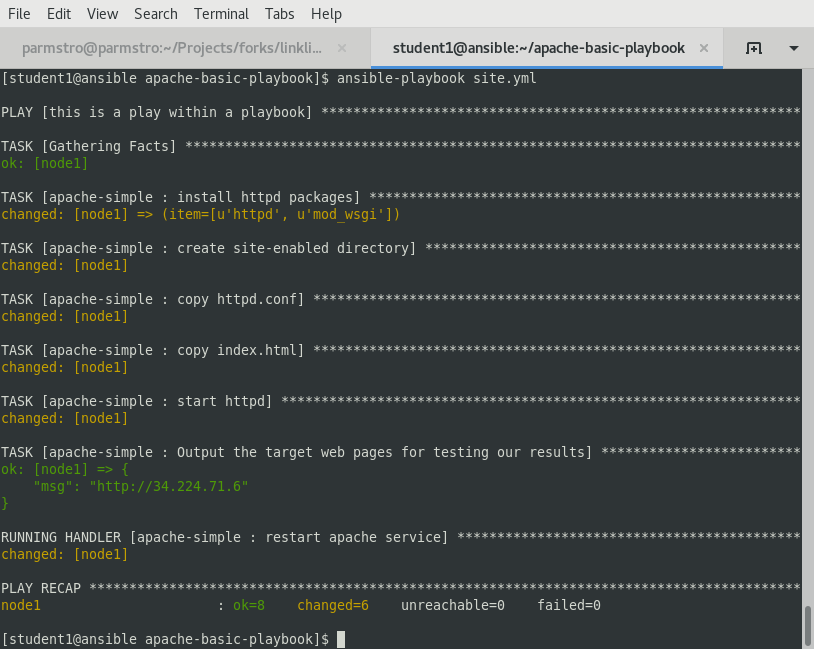 File Edit View Search Terminal Tabs Help
parmstro@parmstro:~/Projects/forks/linkli... × student1@ansible:~/apache-basic-playbook ×
[student1@ansible apache-basic-playbook]$ ansible-playbook site.yml
PLAY [this is a play within a playbook] ************************************************************
TASK [Gathering Facts] *****************************************************************************
ok: [node1]
TASK [apache-simple : install httpd packages] ******************************************************
changed: [node1] => (item=[u'httpd', u'mod_wsgi'])
TASK [apache-simple : create site-enabled directory] ***********************************************
changed: [node1]
TASK [apache-simple : copy httpd.conf] *************************************************************
changed: [node1]
TASK [apache-simple : copy index.html] *************************************************************
changed: [node1]
TASK [apache-simple : start httpd] *****************************************************************
changed: [node1]
TASK [apache-simple : Output the target web pages for testing our results] *************************
ok: [node1] => {
    "msg": "http://34.224.71.6"
}
RUNNING HANDLER [apache-simple : restart apache service] *******************************************
changed: [node1]
PLAY RECAP *****************************************************************************************
node1                      : ok=8    changed=6    unreachable=0    failed=0
[student1@ansible apache-basic-playbook]$